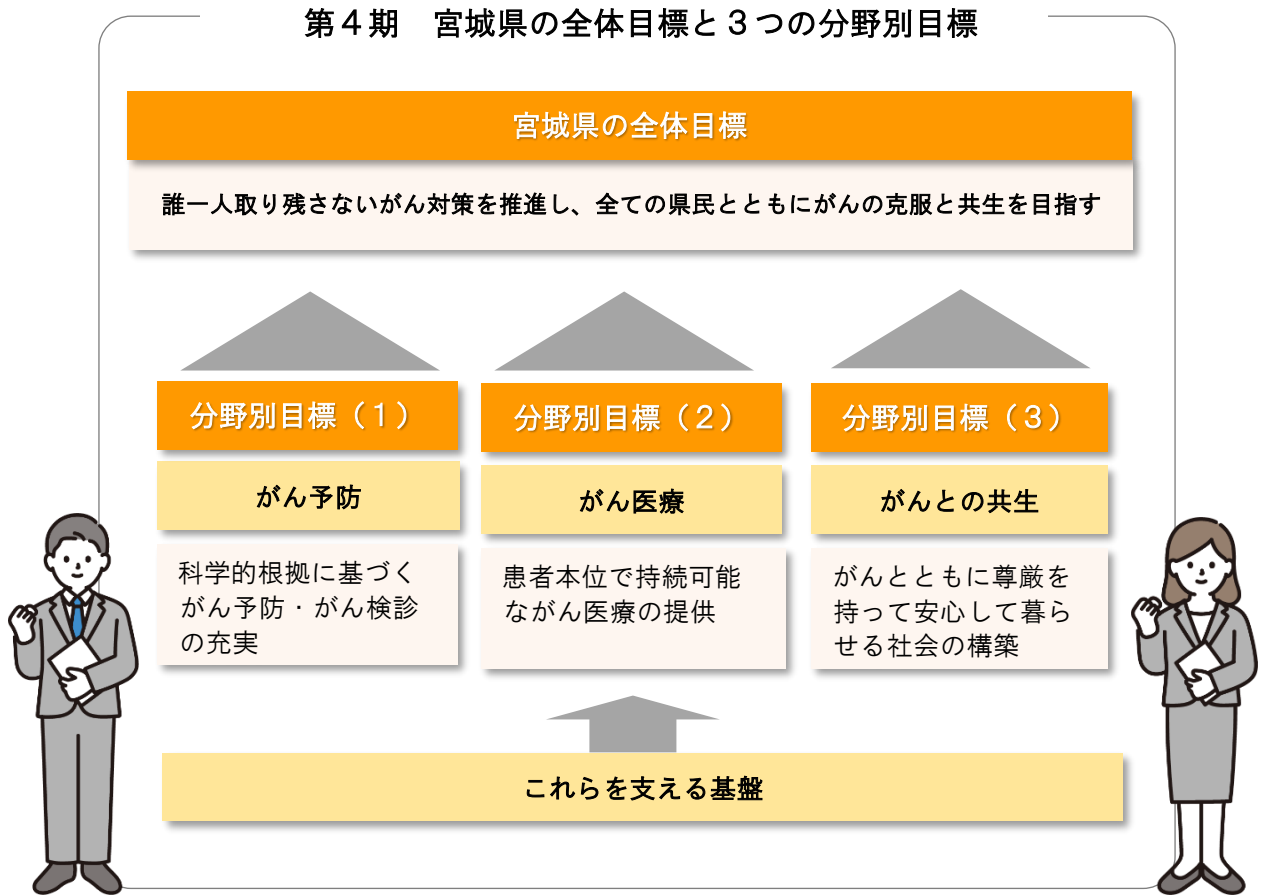 第４期　宮城県の全体目標と３つの分野別目標
宮城県の全体目標
誰一人取り残さないがん対策を推進し、全ての県民とともにがんの克服と共生を目指す
分野別目標（１）
がん予防
科学的根拠に基づく
がん予防・がん検診
の充実
分野別目標（２）
がん医療
患者本位で持続可能
ながん医療の提供
分野別目標（３）
がんとの共生
がんとともに尊厳を
持って安心して暮ら
せる社会の構築
これらを支える基盤